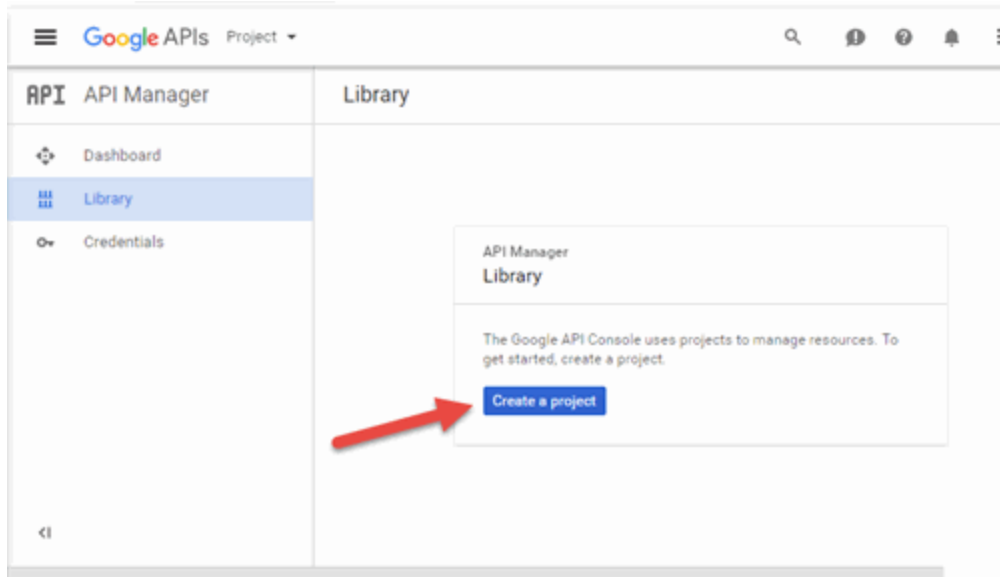 Google APIs Project
API API Manager
Library
Dashboard
Library
Credentials
API Manager
Library
The Google API Console uses projects to manage resources. To
get started, create a project.
Create a project